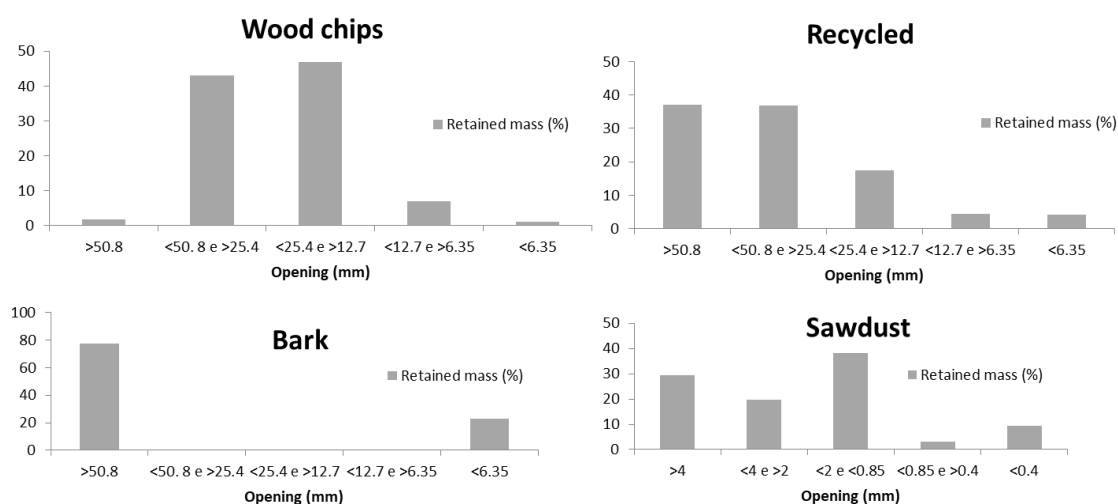 Wood chips
50
40
30
20
10
0
Retained mass (%)
>50.8 <50. 8 e >25.4 <25.4 e >12.7 <12.7 e >6.35 <6.35
Opening (mm)
Recycled
50
40
30
20
10
0
Retained mass (%)
>50.8 <50. 8 e >25.4 <25.4 e >12.7 <12.7 e >6.35 <6.35
Opening (mm)
Bark
100
80
60
40
20
0
Retained mass (%)
>50.8 <50. 8 e >25.4 <25.4 e >12.7 <12.7 e >6.35 <6.35
Opening (mm)
Sawdust
50
40
30
20
10
0
Retained mass (%)
>4 <4 e >2 <2 e <0.85 <0.85 e >0.4 <0.4
Opening (mm)